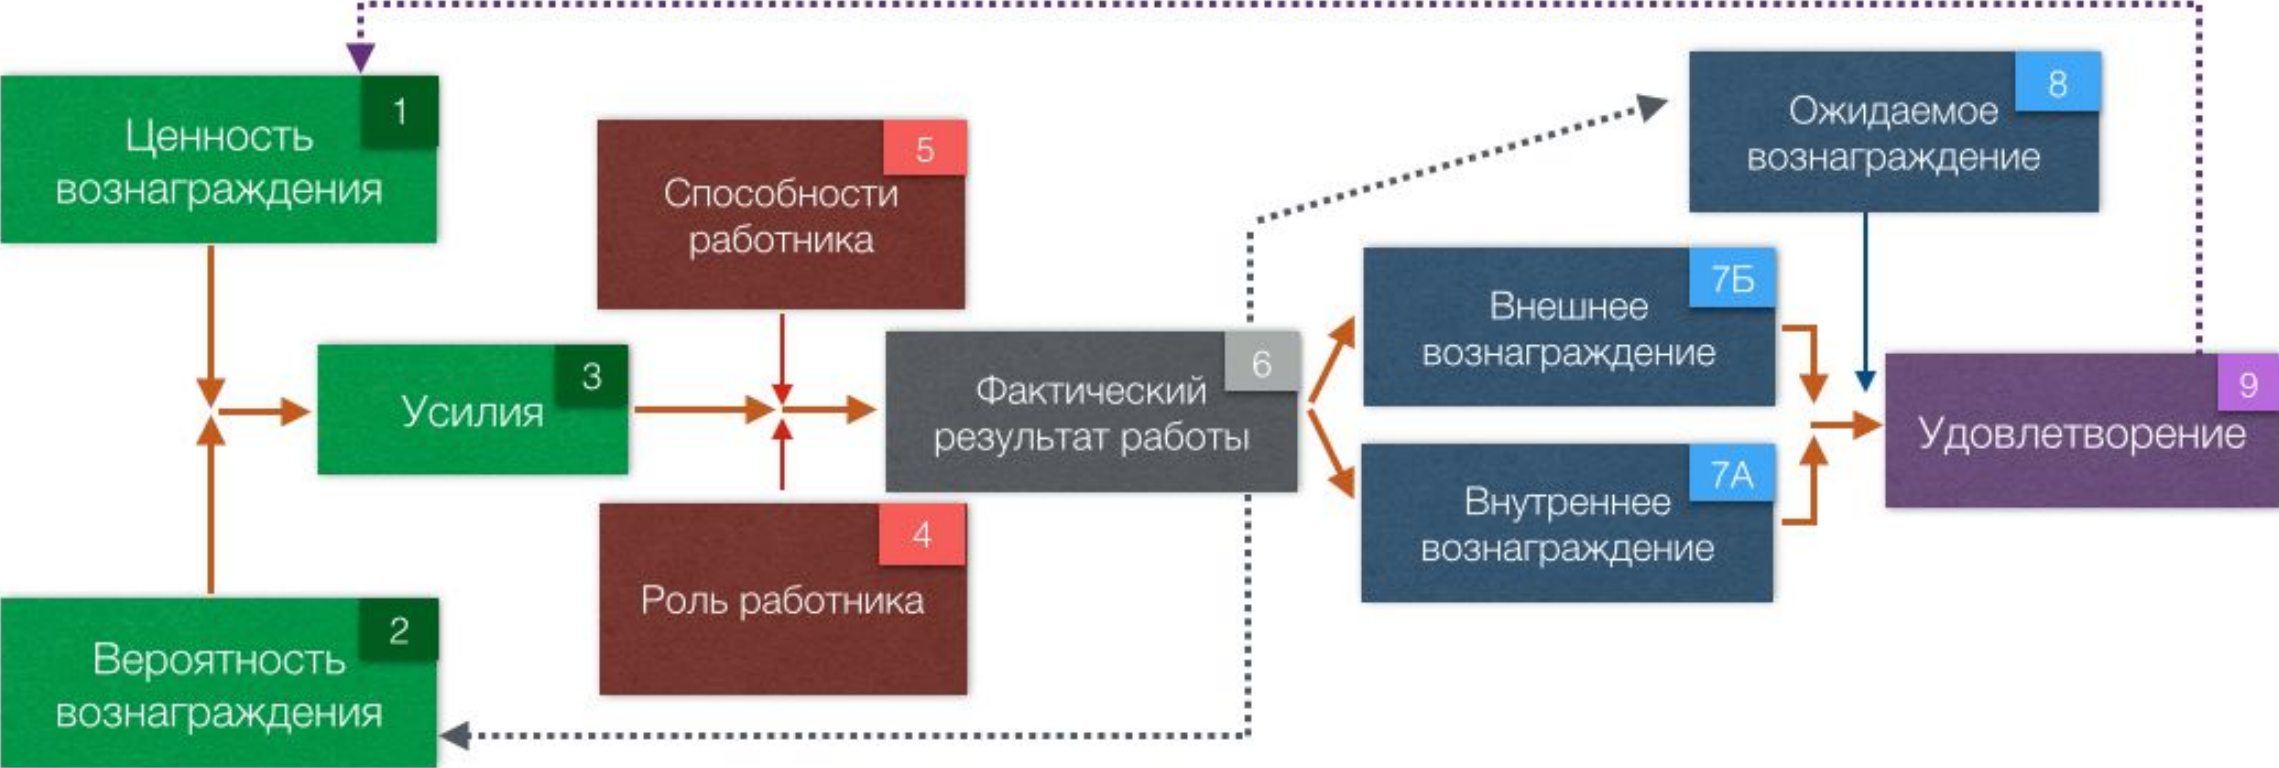 1
Ценность
вознаграждения
2
Вероятность
вознаграждения
3
Усилия
5
Способности
работника
4
Роль работника
6
Фактический
результат работы
8
Ожидаемое
вознаграждение
7Б
Внешнее
вознаграждение
7А
Внутреннее
вознаграждение
9
Удовлетворение